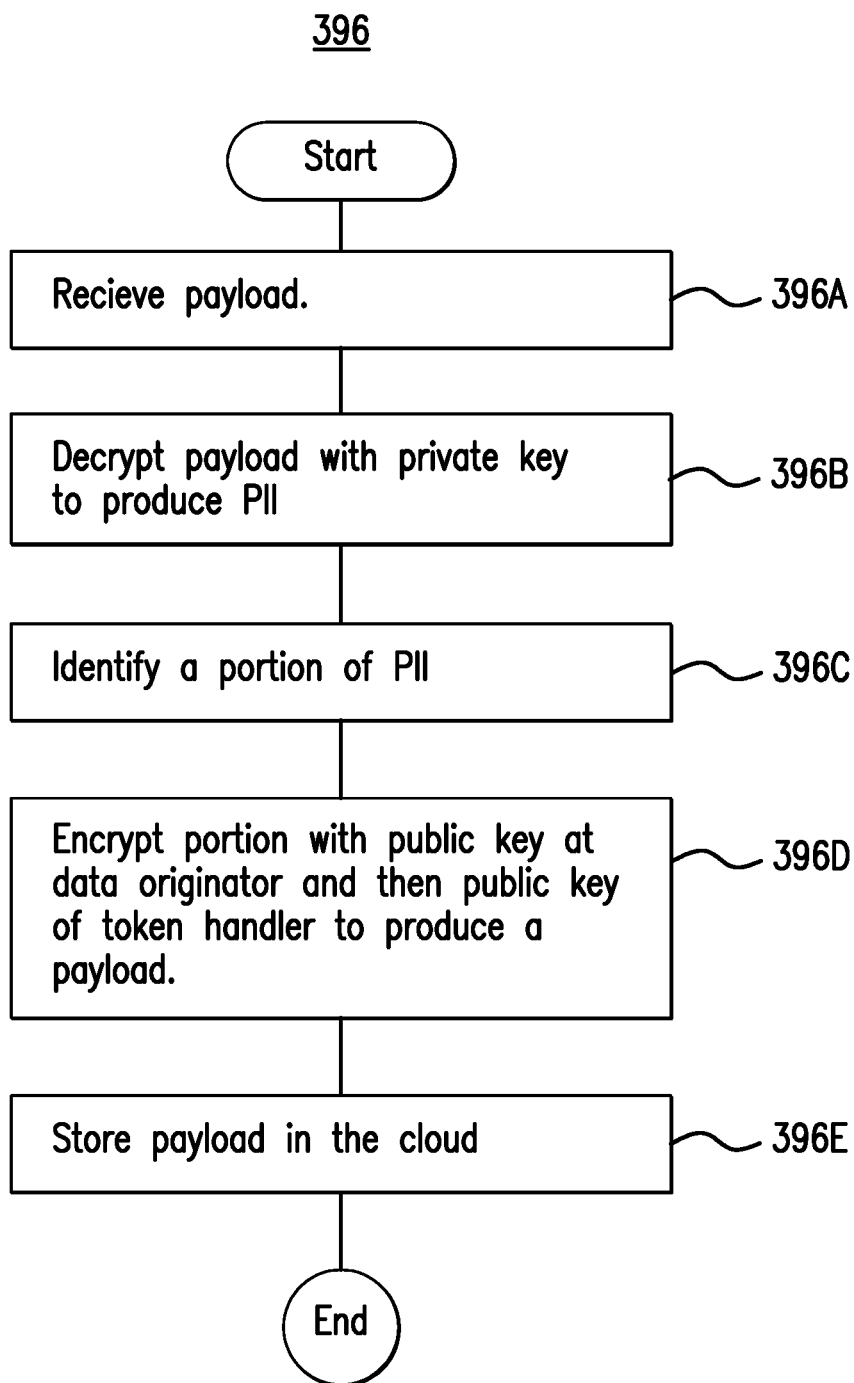 396
Start
Recieve payload.
396A
Decrypt payload with private key
to produce PII
396B
Identify a portion of PII
396C
Encrypt portion with public key at
data originator and then public key
of token handler to produce a
payload.
396D
Store payload in the cloud
396E
End